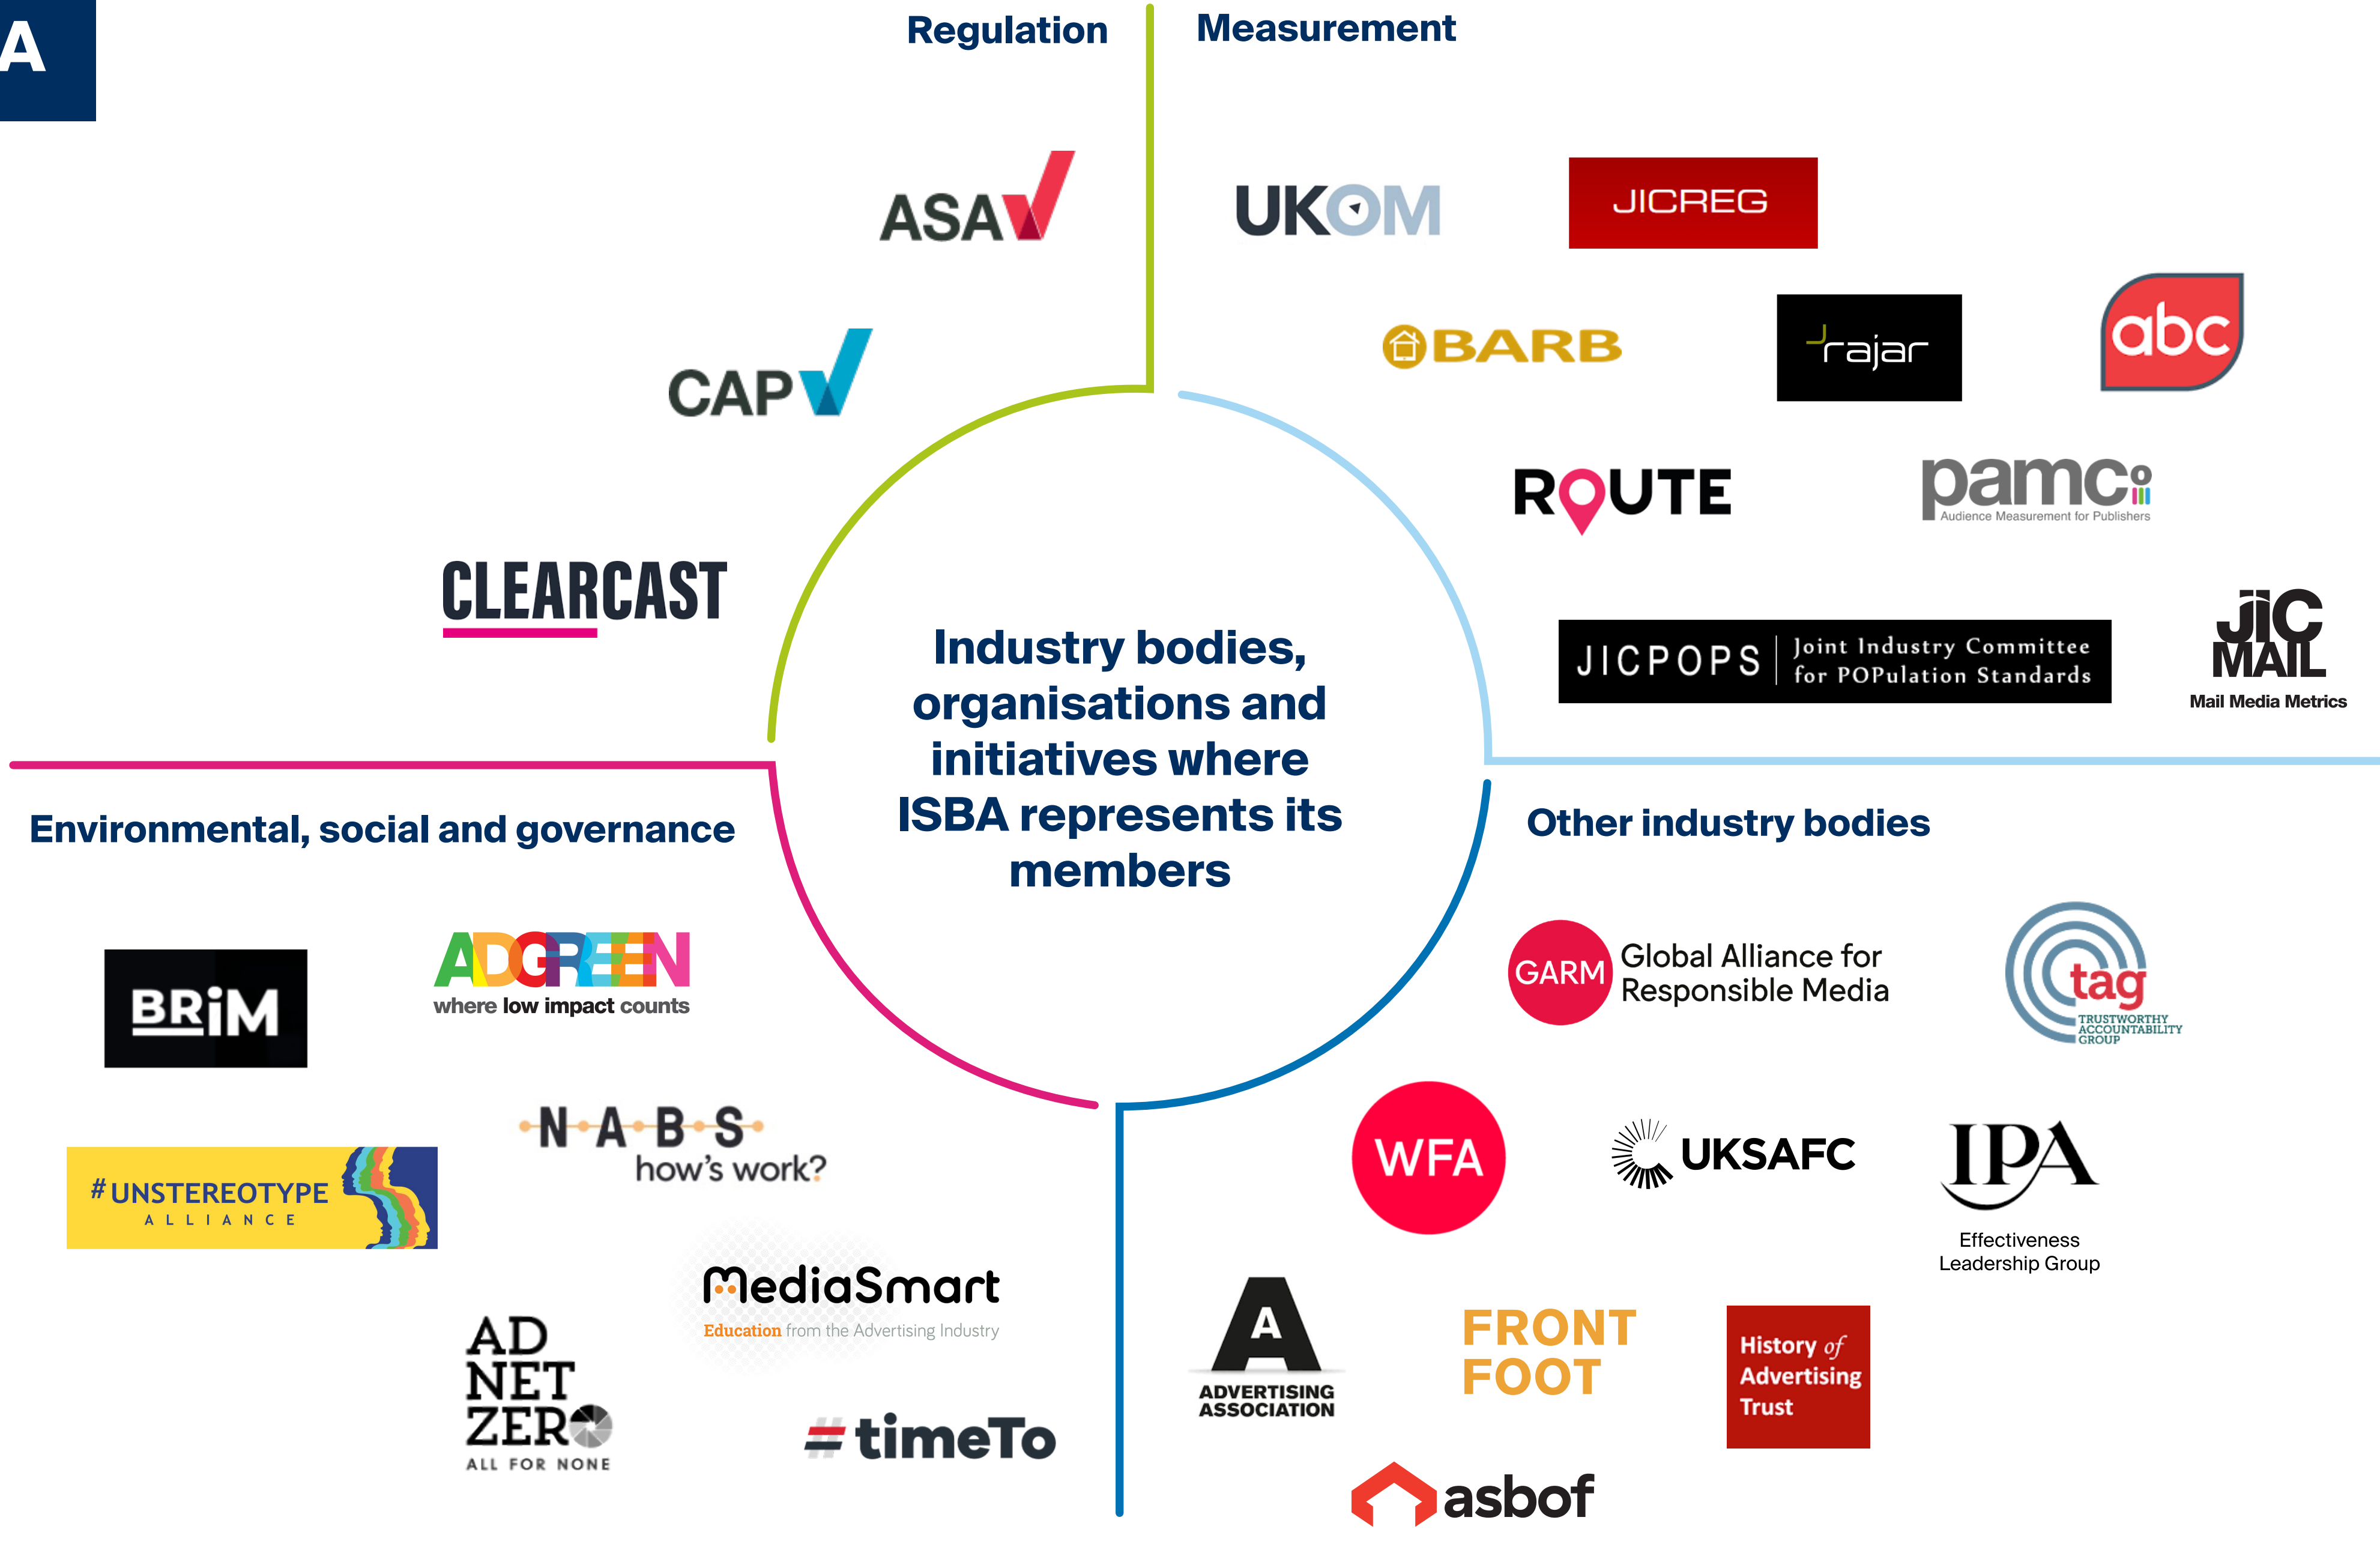 A
Regulation
Measurement
ASA
UKOM
JICREG
CAP
BARB
rajar
abc
ROUTE
pamco
Audience Measurement for Publishers
CLEARCAST
JICPOPS
Joint Industry Committee
for POPulation Standards
JIC
MAIL
Mail Media Metrics
Industry bodies,
organisations and
initiatives where
ISBA represents its
members
Environmental, social and governance
Other industry bodies
BRiM
ADGREEN
where low impact counts
GARM
Global Alliance for
Responsible Media
tag
TRUSTWORTHY
ACCOUNTABILITY
GROUP
#UNSTEREOTYPE
ALLIANCE
N·A·B·S
how's work?
WFA
UKSAFC
IPA
Effectiveness
Leadership Group
MediaSmart
Education from the Advertising Industry
AD
NET
ZERO
ALL FOR NONE
#timeTo
A
ADVERTISING
ASSOCIATION
FRONT
FOOT
History of
Advertising
Trust
asbof